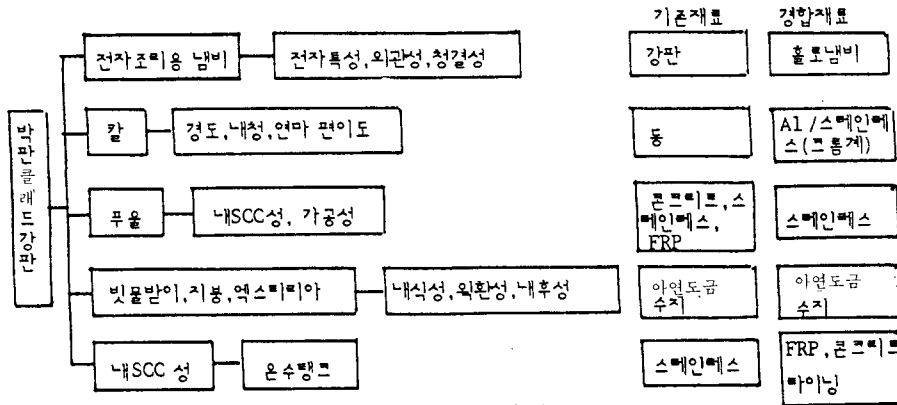 기존재료 경합재료
전자조리용 냄비 전자특성,외관성,청결성 강판 홀로냄비
박판클래드강판
칼 경도,내청,연마 편이도 동 Al /스테인레
스(크롬계)
푸울 내SCC성, 가공성 콘크리트,스
테인레스,
FRP 스테인레스
빗물받이,지붕,엑스테리아 내식성,외환성,내후성 아연도금
수지 아연도금
수지
내SCC 성 온수탱크 스테인레스 FRP,콘크리트
라이닝